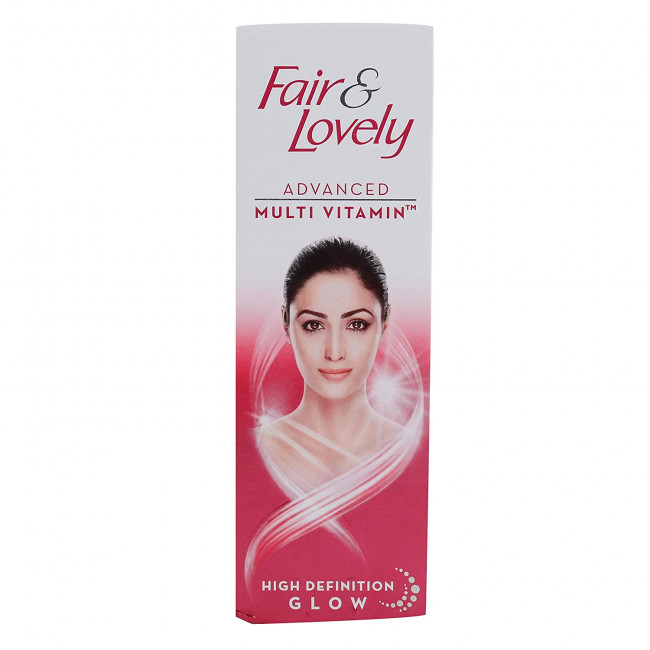 Fair &
Lovely
ADVANCED
MULTI VITAMIN™
HIGH DEFINITION
GLOW